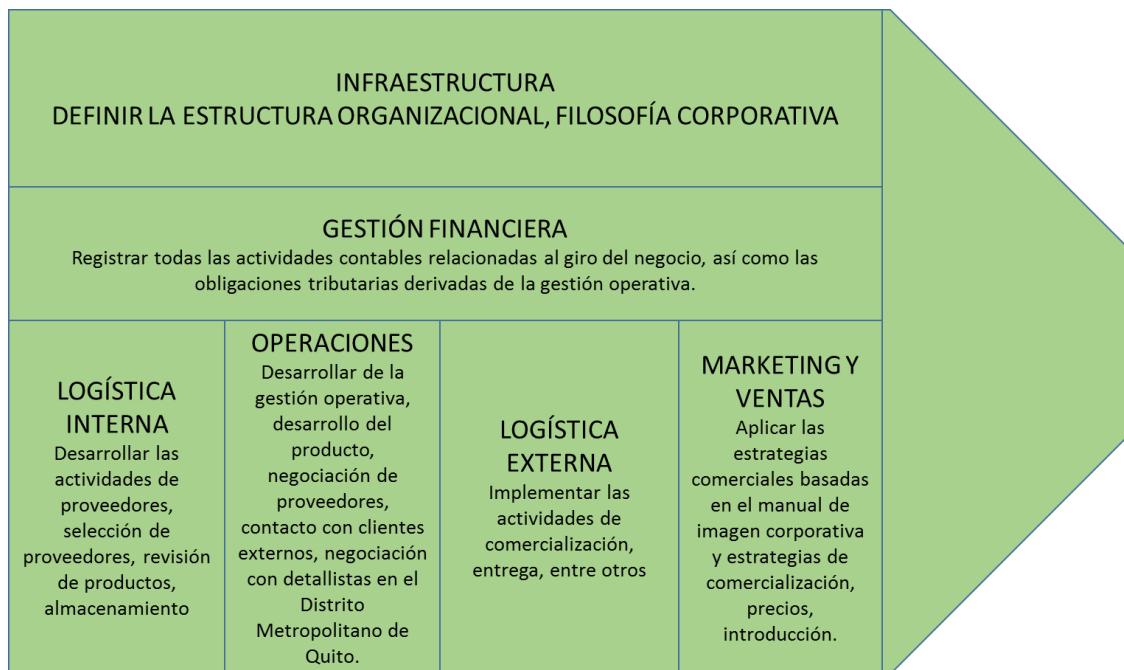 INFRAESTRUCTURA
DEFINIR LA ESTRUCTURA ORGANIZACIONAL, FILOSOFÍA CORPORATIVA
GESTIÓN FINANCIERA
Registrar todas las actividades contables relacionadas al giro del negocio, así como las
obligaciones tributarias derivadas de la gestión operativa.
LOGÍSTICA
INTERNA
Desarrollar las
actividades de
proveedores,
selección de
proveedores, revisión
de productos,
almacenamiento
OPERACIONES
Desarrollar de la
gestión operativa,
desarrollo del
producto,
negociación de
proveedores,
contacto con clientes
externos, negociación
con detallistas en el
Distrito
Metropolitano de
Quito.
LOGÍSTICA
EXTERNA
Implementar las
actividades de
comercialización,
entrega, entre otros
MARKETING Y
VENTAS
Aplicar las
estrategias
comerciales basadas
en el manual de
imagen corporativa
y estrategias de
comercialización,
precios,
introducción.